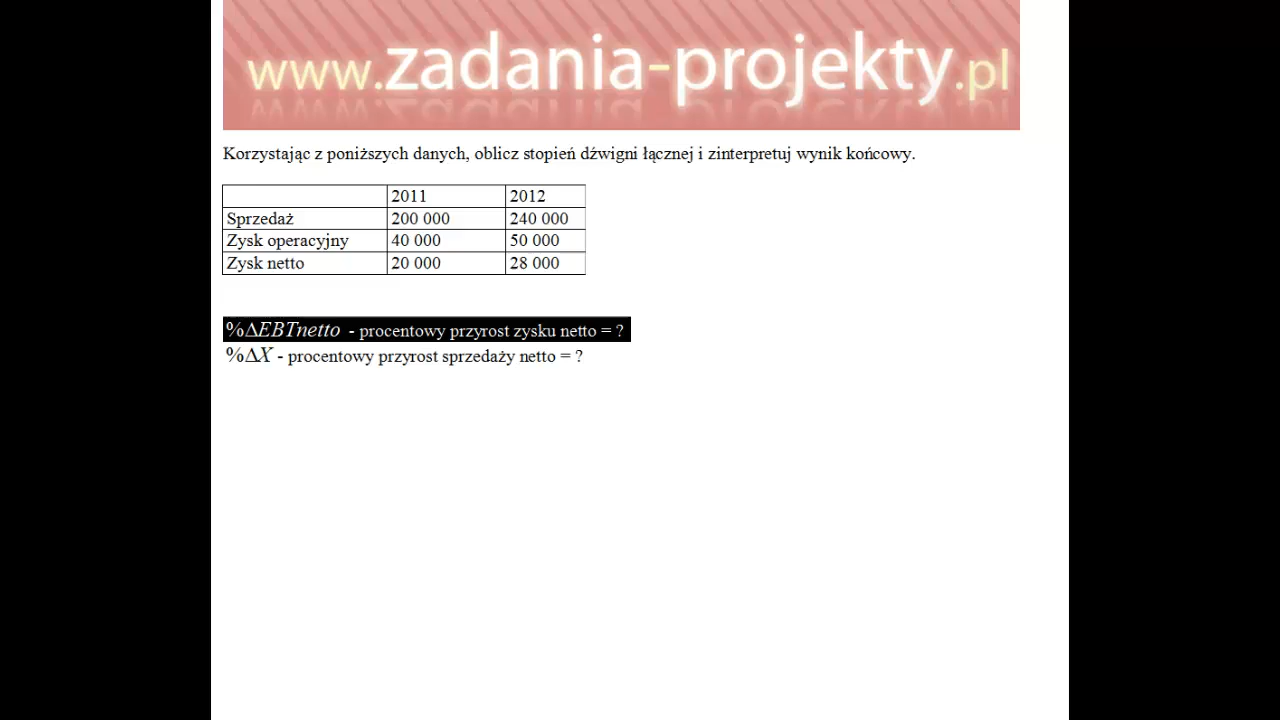 www.zadania-projekty.pl
Korzystając z poniższych danych, oblicz stopień dźwigni łącznej i zinterpretuj wynik końcowy.
2011 2012
Sprzedaż 200 000 240 000
Zysk operacyjny 40 000 50 000
Zysk netto 20 000 28 000
%ΔEBTnetto - procentowy przyrost zysku netto = ?
%ΔX - procentowy przyrost sprzedaży netto = ?